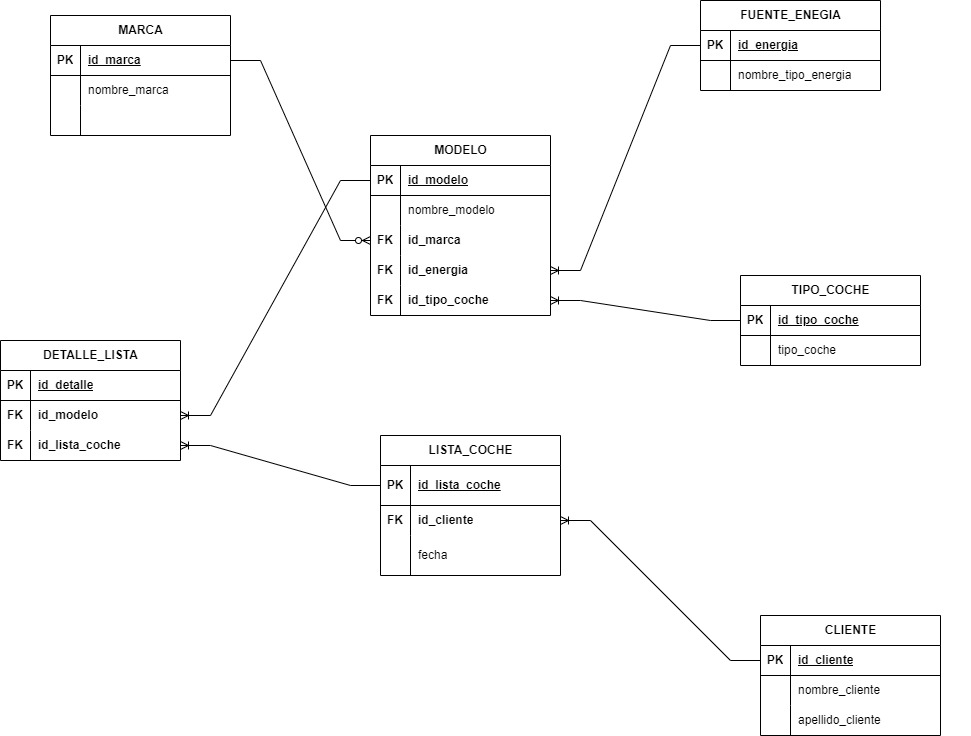 MARCA
PK id_marca
nombre_marca
FUENTE_ENEGIA
PK id_energia
nombre_tipo_energia
MODELO
PK id_modelo
nombre_modelo
FK id_marca
FK id_energia
FK id_tipo_coche
TIPO_COCHE
PK id_tipo_coche
tipo_coche
DETALLE_LISTA
PK id_detalle
FK id_modelo
FK id_lista_coche
LISTA_COCHE
PK id_lista_coche
FK id_cliente
fecha
CLIENTE
PK id_cliente
nombre_cliente
apellido_cliente